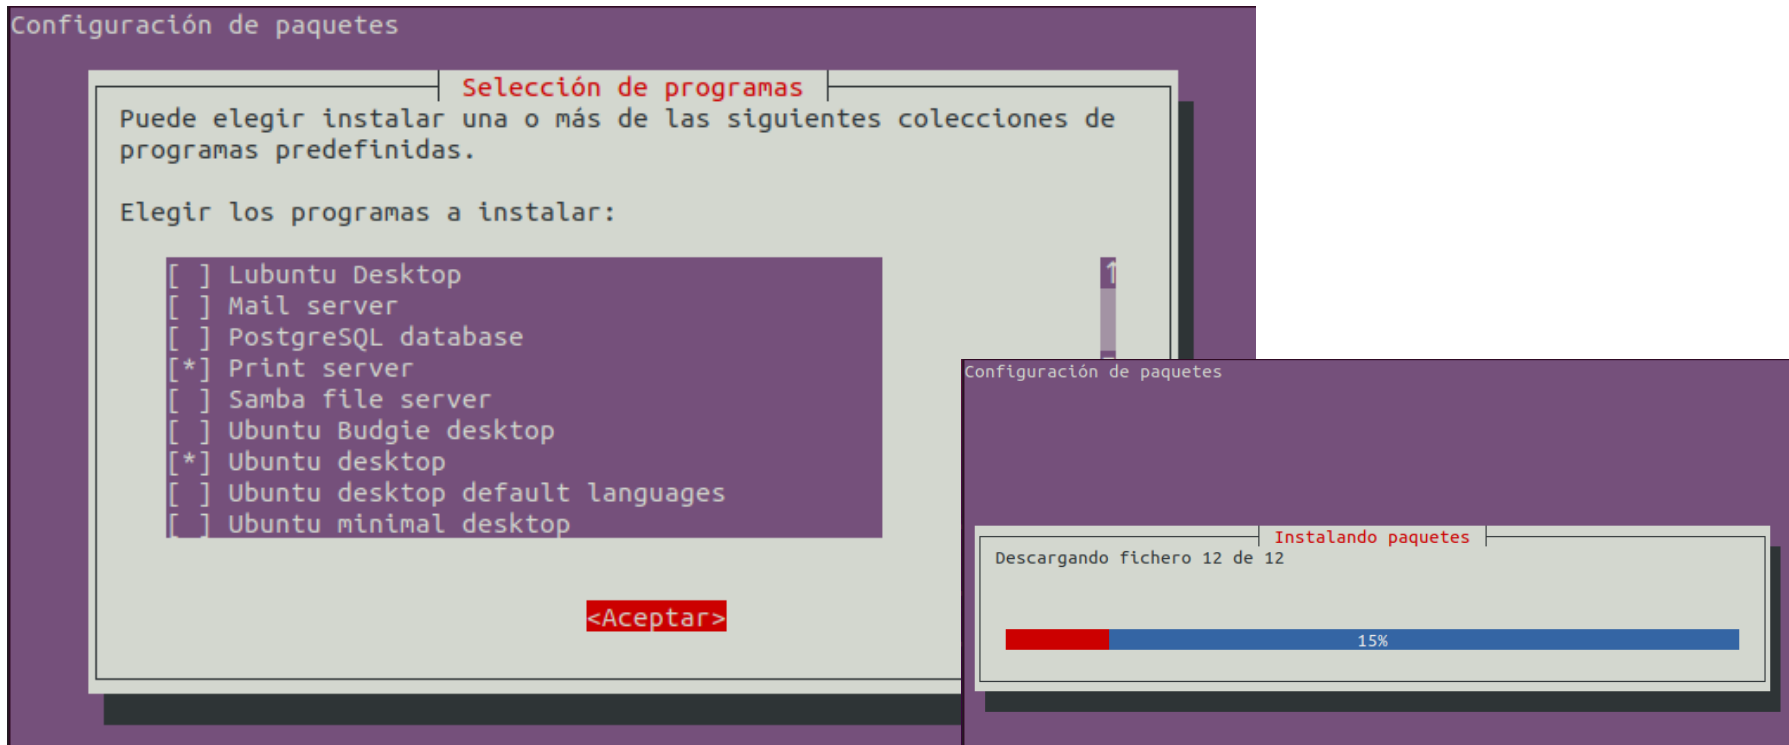 Configuración de paquetes
Selección de programas
Puede elegir instalar una o más de las siguientes colecciones de
programas predefinidas.
Elegir los programas a instalar:
[ ] Lubuntu Desktop
[ ] Mail server
[ ] PostgreSQL database
[*] Print server
[ ] Samba file server
[ ] Ubuntu Budgie desktop
[*] Ubuntu desktop
[ ] Ubuntu desktop default languages
[ ] Ubuntu minimal desktop
<Aceptar>
Configuración de paquetes
Instalando paquetes
Descargando fichero 12 de 12
15%